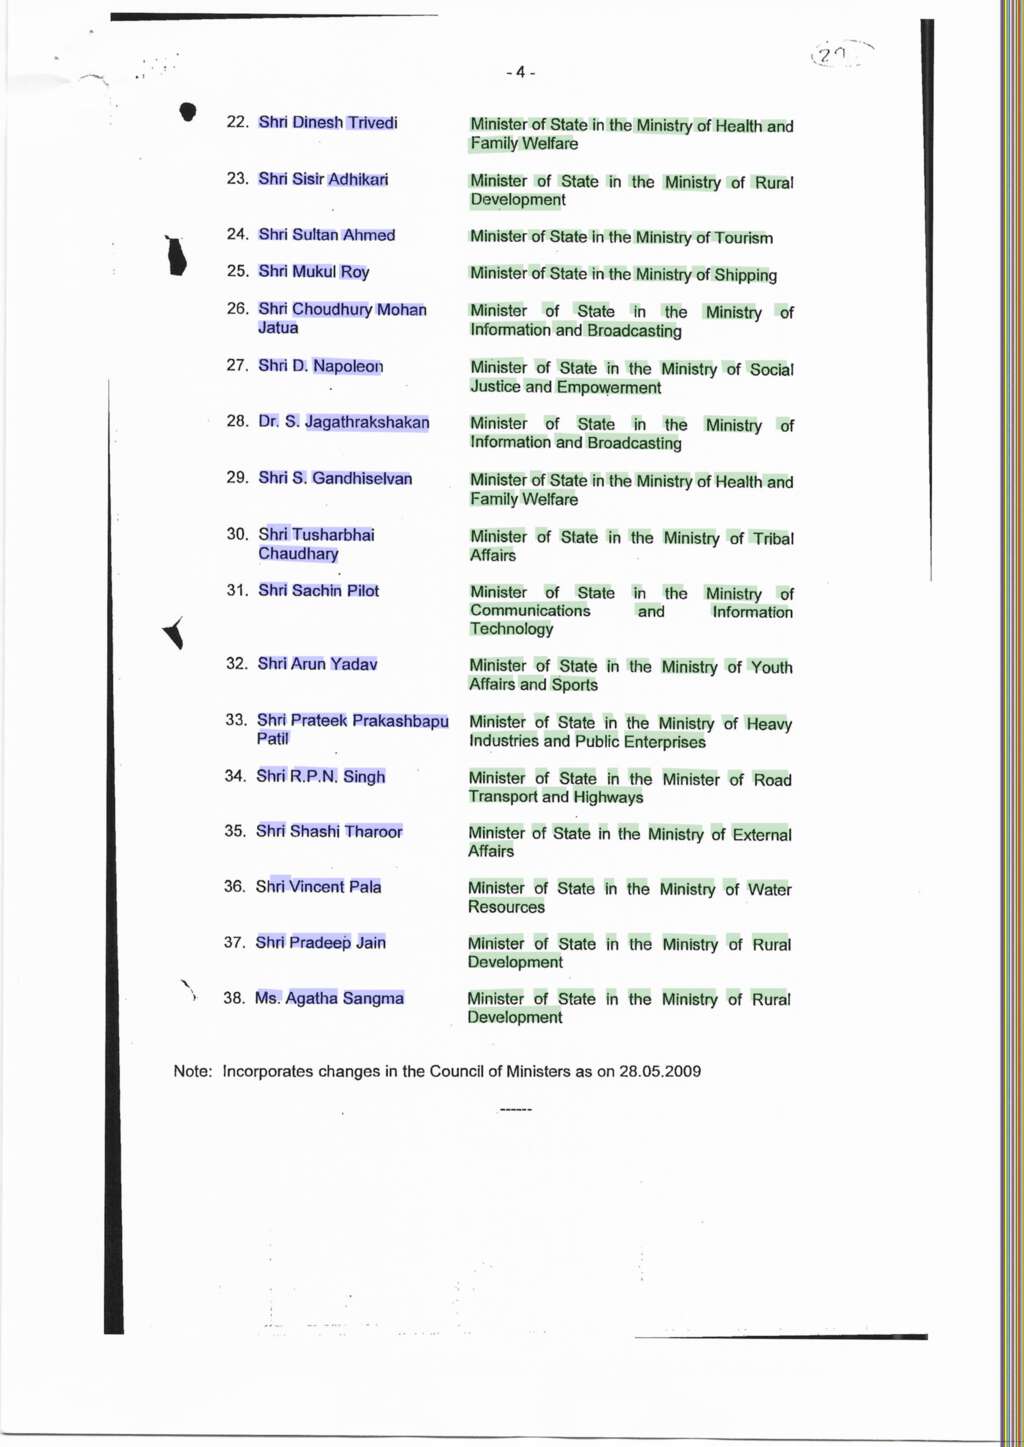 - 4 -
22. Shri Dinesh Trivedi Minister of State in the Ministry of Health and
Family Welfare
23. Shri Sisir Adhikari Minister of State in the Ministry of Rural
Development
24. Shri Sultan Ahmed Minister of State in the Ministry of Tourism
25. Shri Mukul Roy Minister of State in the Ministry of Shipping
26. Shri Choudhury Mohan Minister of State in the Ministry of
Jatua Information and Broadcasting
27. Shri D. Napoleon Minister of State in the Ministry of Social
Justice and Empowerment
28. Dr. S. Jagathrakshakan Minister of State in the Ministry of
Information and Broadcasting
29. Shri S. Gandhiselvan Minister of State in the Ministry of Health and
Family Welfare
30. Shri Tusharbhai Minister of State in the Ministry of Tribal
Chaudhary Affairs
31. Shri Sachin Pilot Minister of State in the Ministry of
Communications and Information
Technology
32. Shri Arun Yadav Minister of State in the Ministry of Youth
Affairs and Sports
33. Shri Prateek Prakashbapu Minister of State in the Ministry of Heavy
Patil Industries and Public Enterprises
34. Shri R.P.N. Singh Minister of State in the Minister of Road
Transport and Highways
35. Shri Shashi Tharoor Minister of State in the Ministry of External
Affairs
36. Shri Vincent Pala Minister of State in the Ministry of Water
Resources
37. Shri Pradeep Jain Minister of State in the Ministry of Rural
Development
38. Ms. Agatha Sangma Minister of State in the Ministry of Rural
Development
Note: Incorporates changes in the Council of Ministers as on 28.05.2009
------